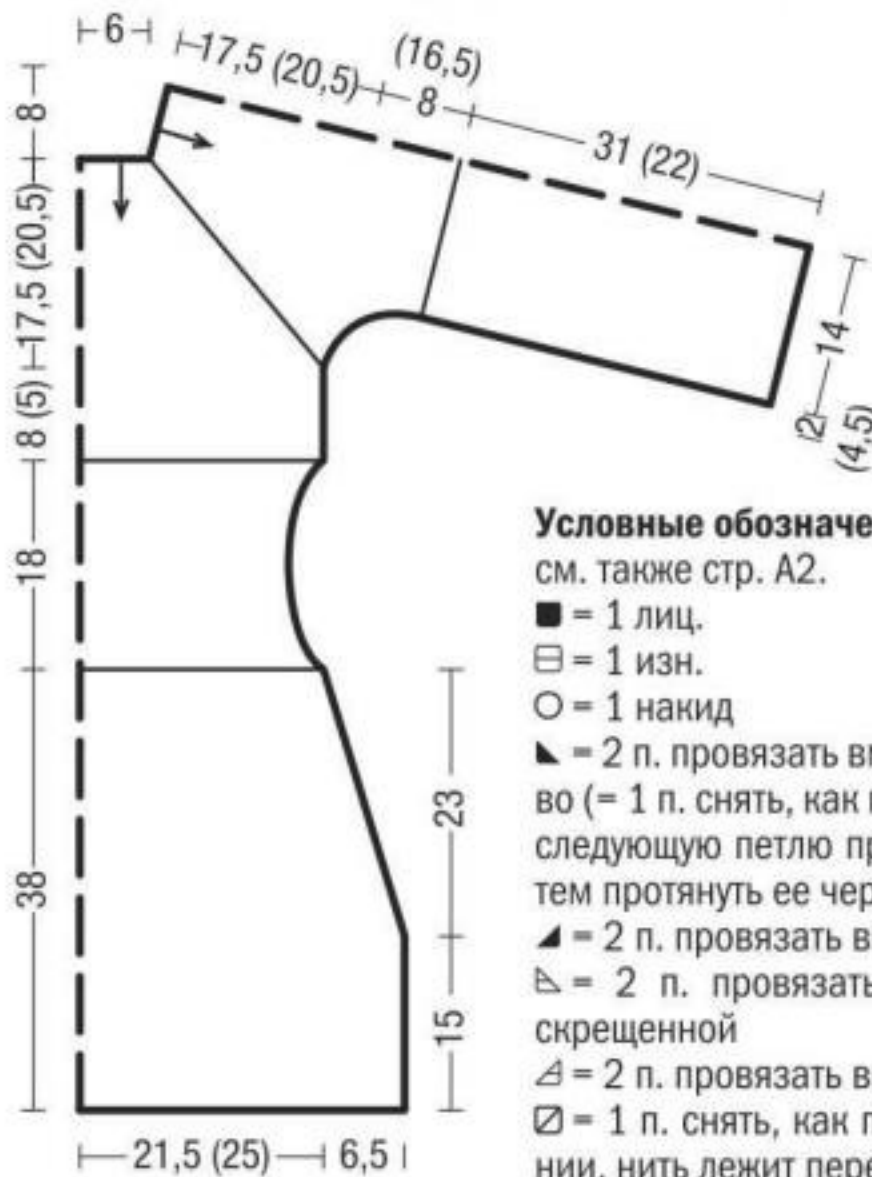 6
17,5 (20,5)
(16,5)
8
31 (22)
8
17,5 (20,5)
8 (5)
18
38
14
2
(4,5)
23
15
21,5 (25)
6,5
Условные обозначе
см. также стр. А2.
■ = 1 лиц.
⊟ = 1 изн.
○ = 1 накид
◣ = 2 п. провязать вм
во (= 1 п. снять, как
следующую петлю пр
тем протянуть ее чер
◢ = 2 п. провязать в
⊿ = 2 п. провязать
скрещенной
⊿ = 2 п. провязать в
⧄ = 1 п. снять, как п
нии, нить лежит пере